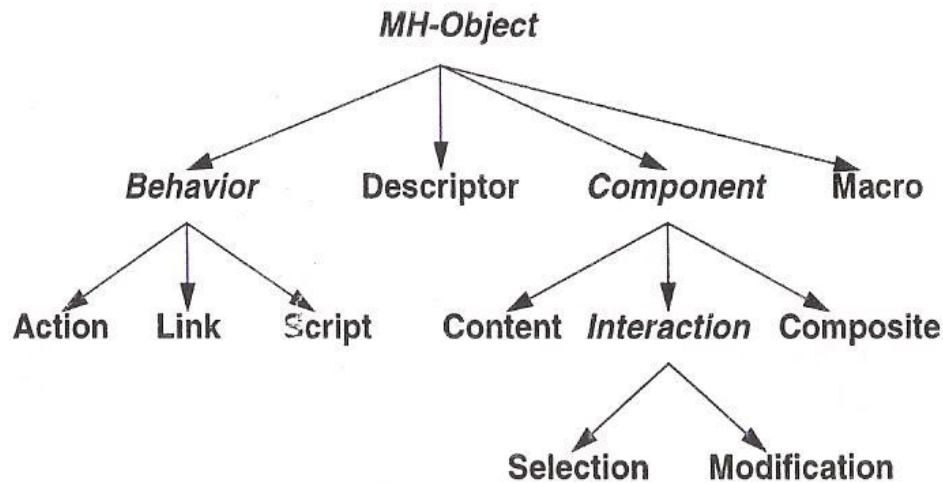 MH-Object
Behavior Descriptor Component Macro
Action Link Script Content Interaction Composite
Selection Modification